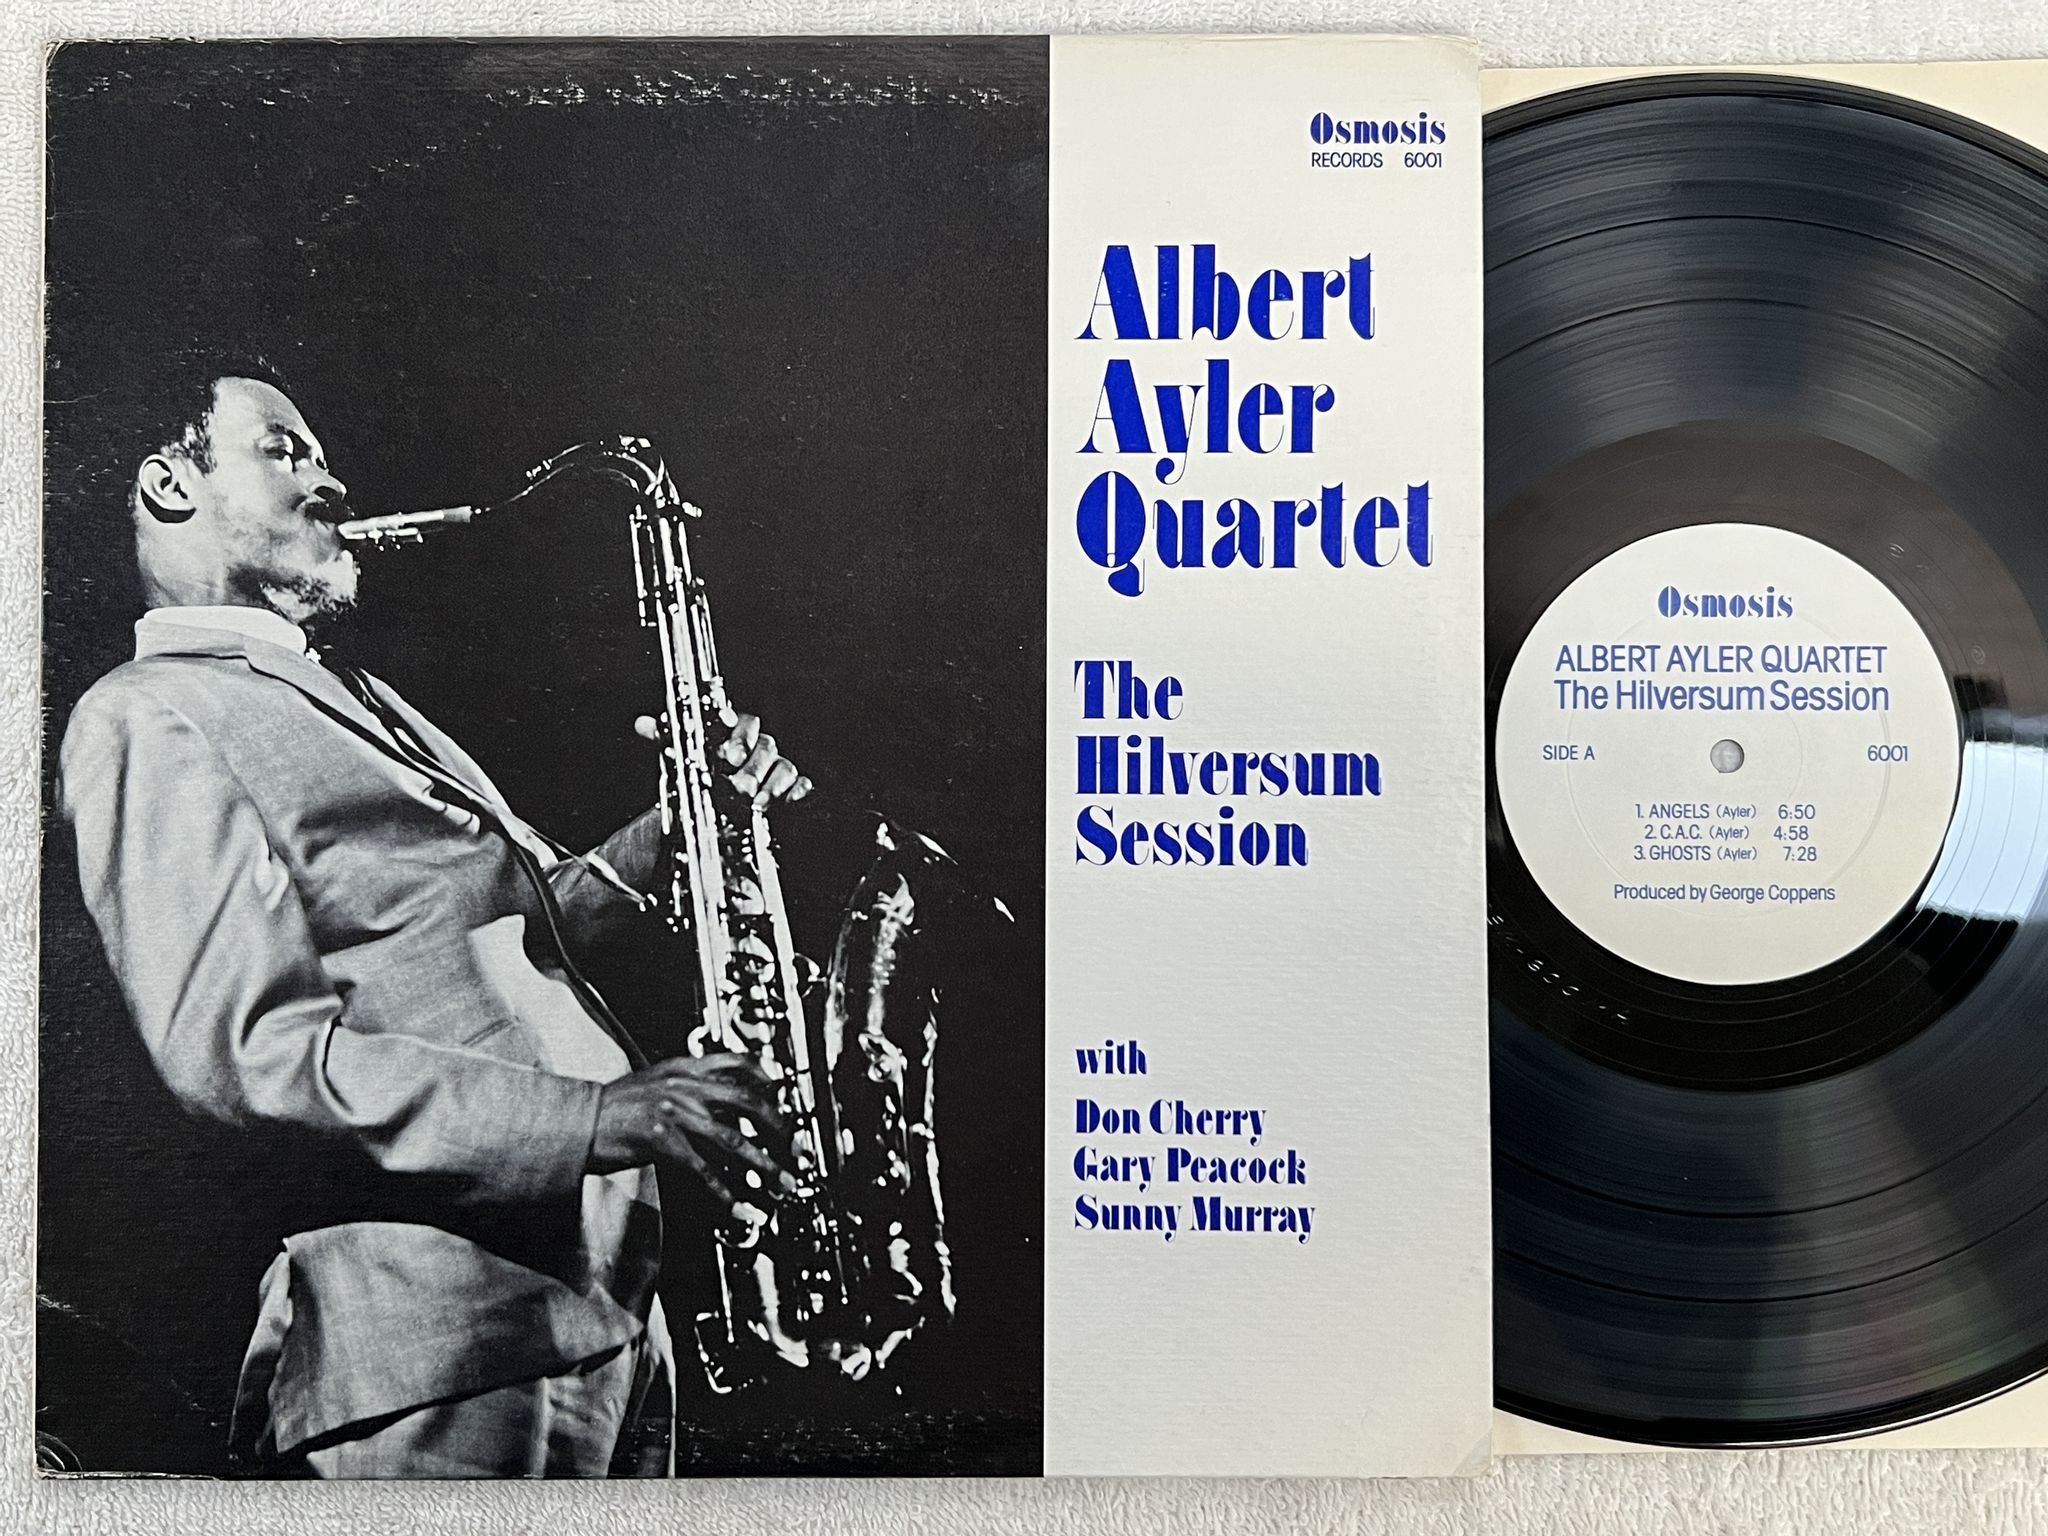 Osmosis
RECORDS 6001
Albert
Ayler
Quartet
The
Hilversum
Session
with
Don Cherry
Gary Peacock
Sunny Murray
Osmosis
ALBERT AYLER QUARTET
The Hilversum Session
SIDE A 6001
1. ANGELS (Ayler) 6:50
2. C.A.C. (Ayler) 4:58
3. GHOSTS (Ayler) 7:28
Produced by George Coppens